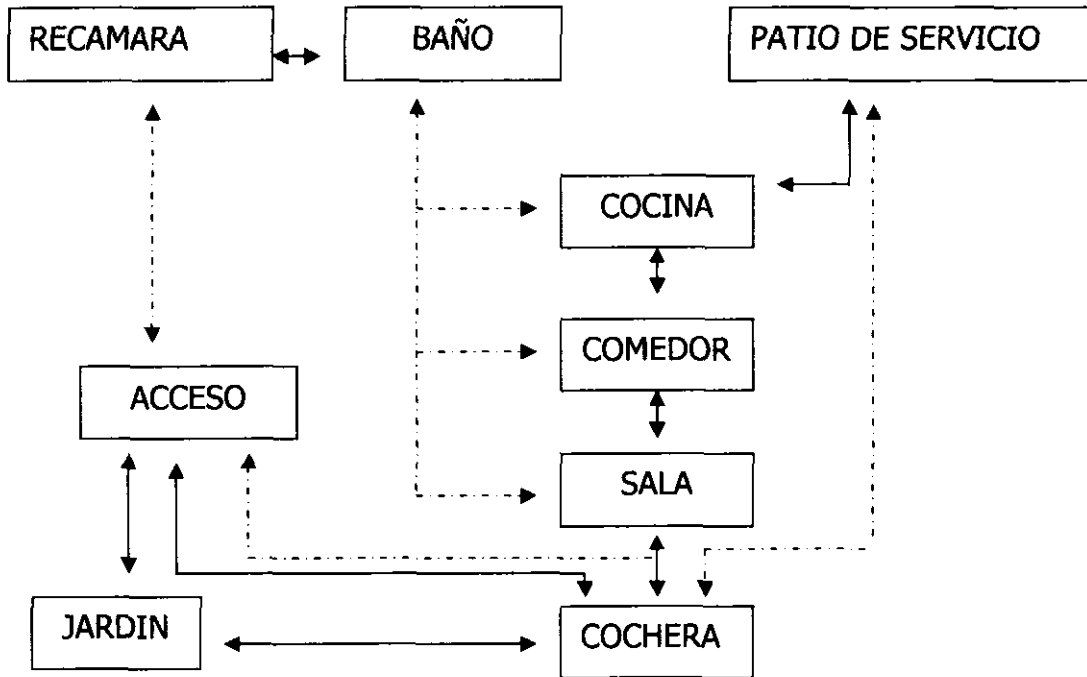 RECAMARA
BAÑO
PATIO DE SERVICIO
COCINA
COMEDOR
ACCESO
SALA
JARDIN
COCHERA